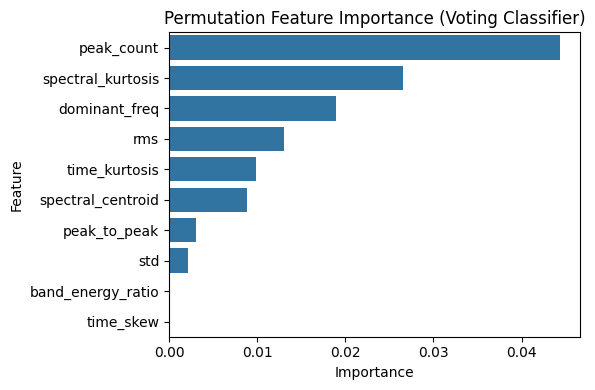 Permutation Feature Importance (Voting Classifier)
Feature
peak_count
spectral_kurtosis
dominant_freq
rms
time_kurtosis
spectral_centroid
peak_to_peak
std
band_energy_ratio
time_skew
0.00 0.01 0.02 0.03 0.04
Importance